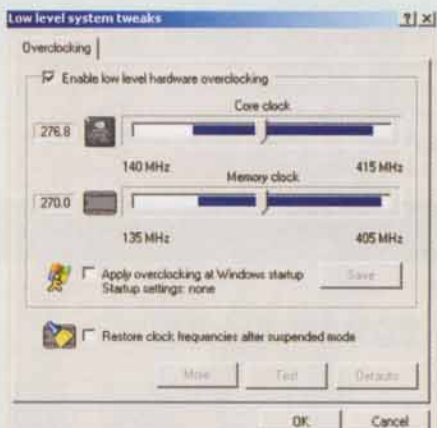 Low level system tweaks
Overclocking
Enable low level hardware overclocking
Core clock
276.8
140 MHz
415 MHz
Memory clock
270.0
135 MHz
405 MHz
Apply overclocking at Windows startup
Startup settings: none
Save
Restore clock frequencies after suspended mode
More
Test
Defaults
OK
Cancel